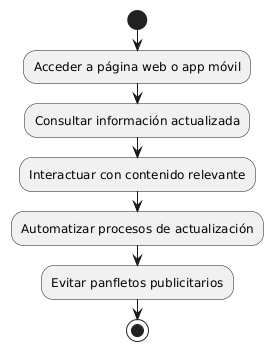 Acceder a página web o app móvil
Consultar información actualizada
Interactuar con contenido relevante
Automatizar procesos de actualización
Evitar panfletos publicitarios